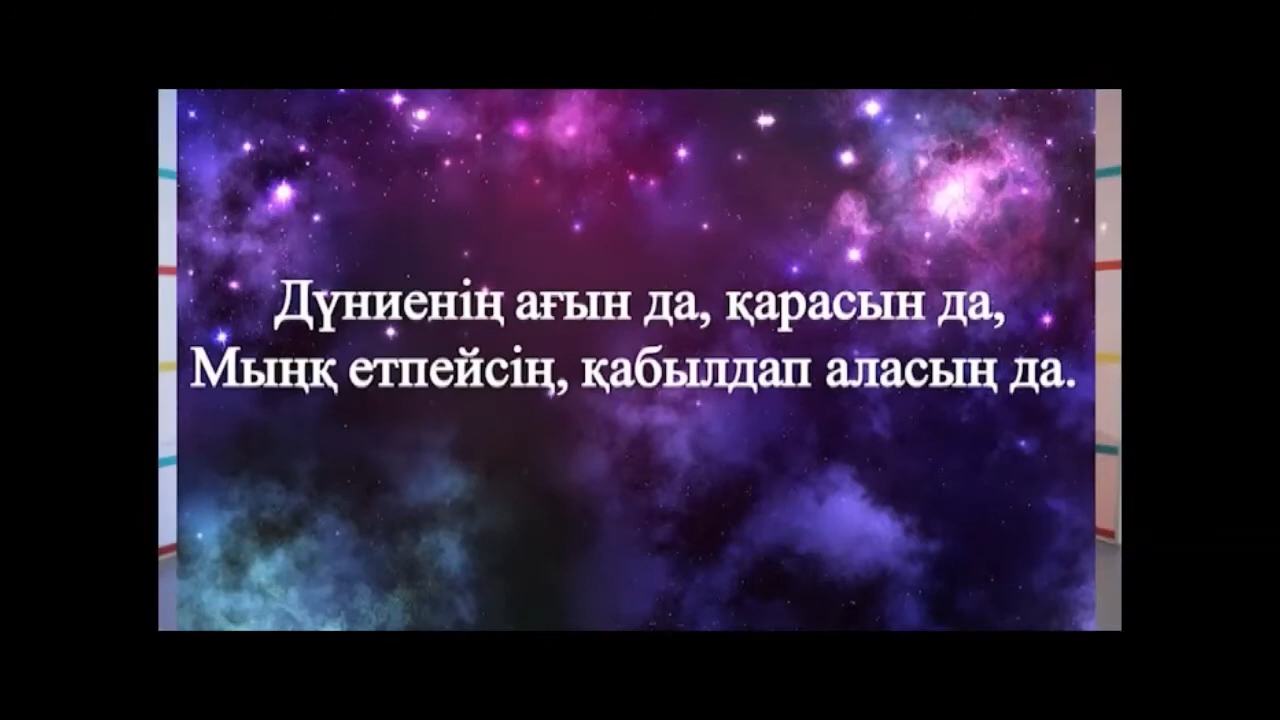 Дүниенің ағын да, қарасын да,
Мыңқ етпейсің, қабылдап аласың да.